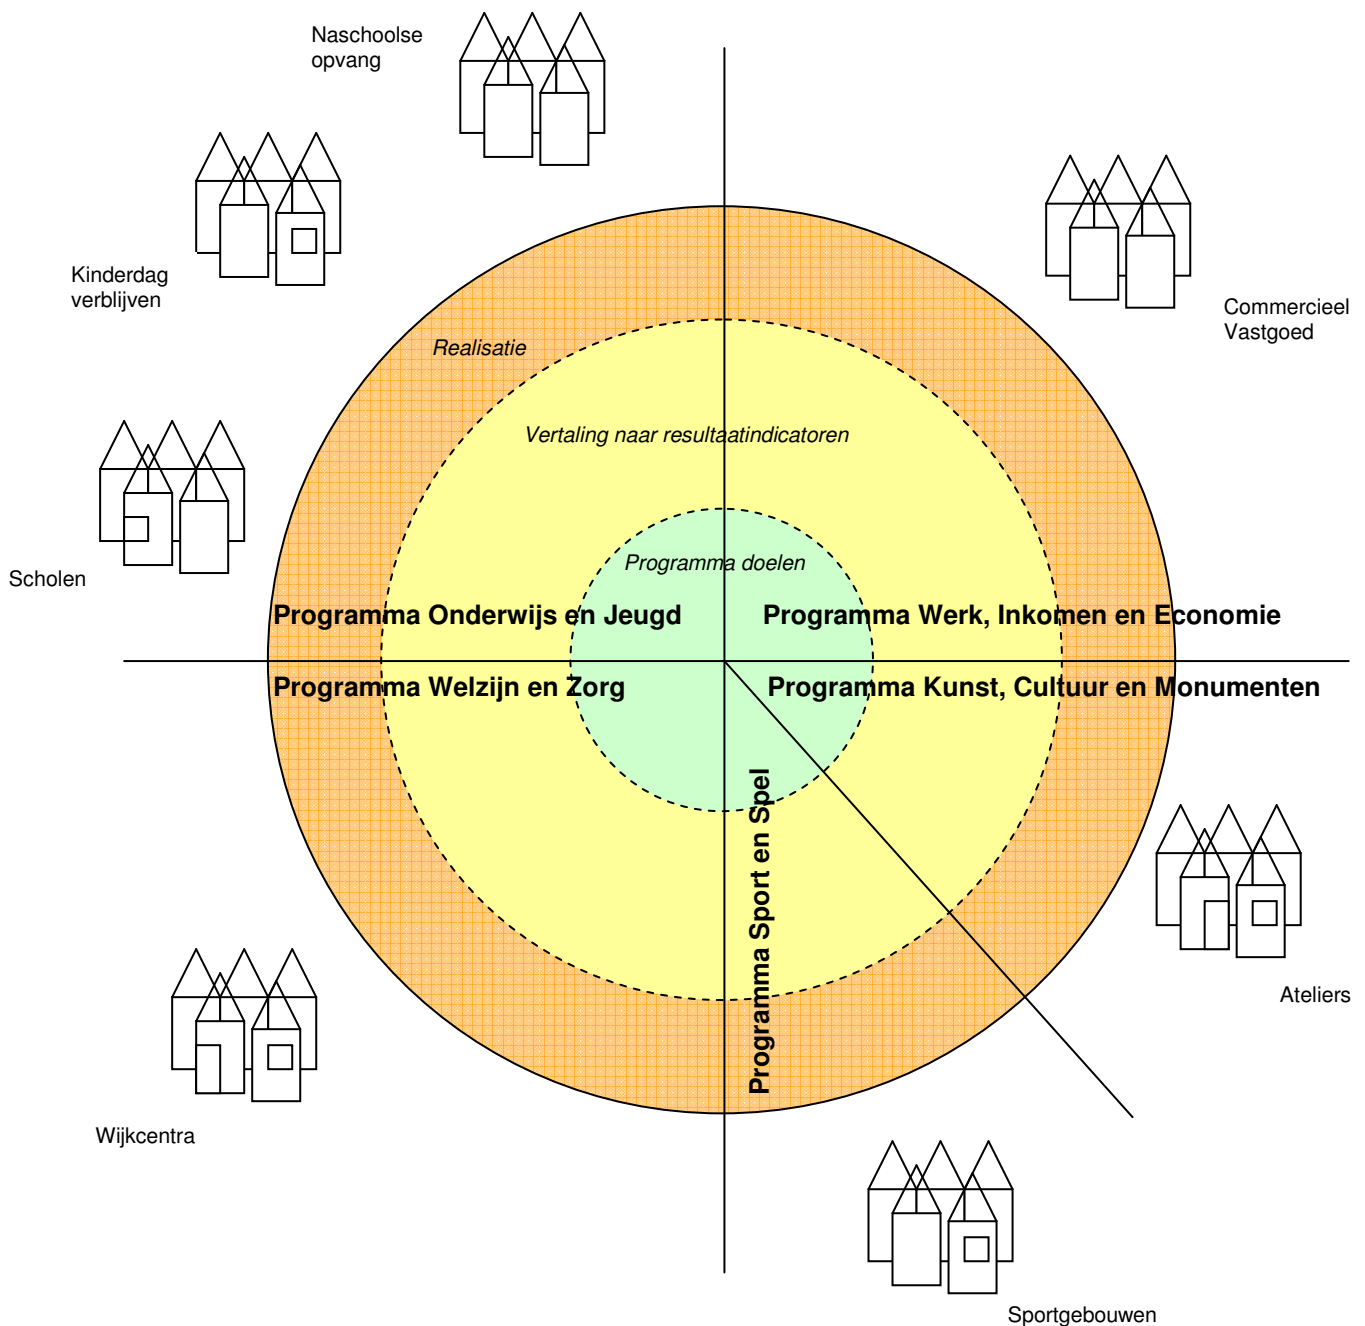 Naschoolse
opvang
Kinderdag
verblijven
Commercieel
Vastgoed
Realisatie
Vertaling naar resultaatindicatoren
Programma doelen
Scholen
Programma Onderwijs en Jeugd
Programma Werk, Inkomen en Economie
Programma Welzijn en Zorg
Programma Kunst, Cultuur en Monumenten
Programma Sport en Spel
Ateliers
Wijkcentra
Sportgebouwen